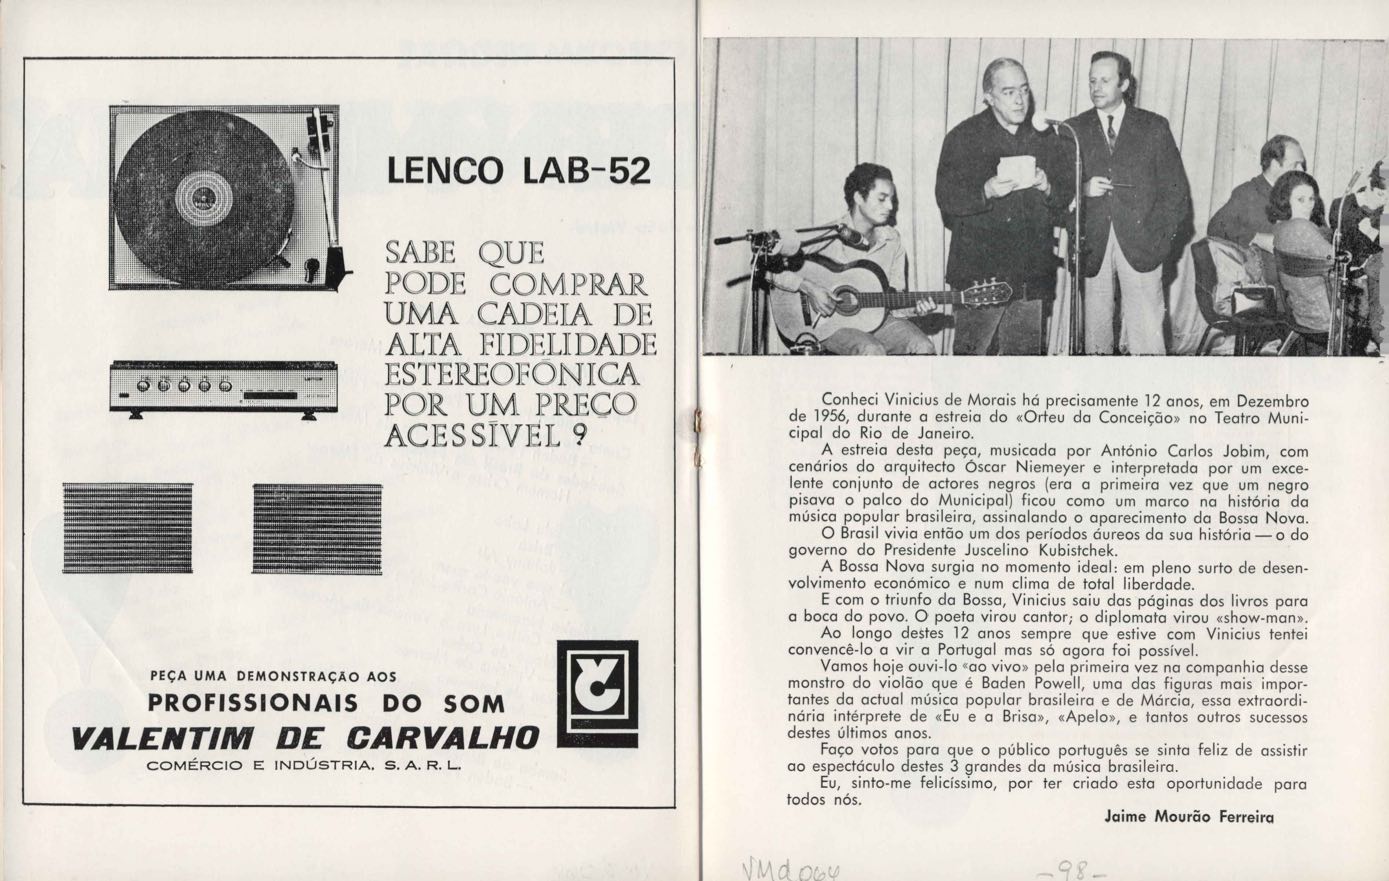 LENCO LAB-52
SABE QUE
PODE COMPRAR
UMA CADEIA DE
ALTA FIDELIDADE
ESTEREOFÓNICA
POR UM PREÇO
ACESSÍVEL ?
PEÇA UMA DEMONSTRAÇÃO AOS
PROFISSIONAIS DO SOM
VALENTIM DE CARVALHO
COMÉRCIO E INDÚSTRIA, S. A. R. L.
Conheci Vinicius de Morais há precisamente 12 anos, em Dezembro
de 1956, durante a estreia do «Orfeu da Conceição» no Teatro Muni-
cipal do Rio de Janeiro.
A estreia desta peça, musicada por António Carlos Jobim, com
cenários do arquitecto Óscar Niemeyer e interpretada por um exce-
lente conjunto de actores negros (era a primeira vez que um negro
pisava o palco do Municipal) ficou como um marco na história da
música popular brasileira, assinalando o aparecimento da Bossa Nova.
O Brasil vivia então um dos períodos áureos da sua história — o do
governo do Presidente Juscelino Kubistchek.
A Bossa Nova surgia no momento ideal: em pleno surto de desen-
volvimento económico e num clima de total liberdade.
E com o triunfo da Bossa, Vinicius saiu das páginas dos livros para
a boca do povo. O poeta virou cantor; o diplomata virou «show-man».
Ao longo destes 12 anos sempre que estive com Vinicius tentei
convencê-lo a vir a Portugal mas só agora foi possível.
Vamos hoje ouvi-lo «ao vivo» pela primeira vez na companhia desse
monstro do violão que é Baden Powell, uma das figuras mais impor-
tantes da actual música popular brasileira e de Márcia, essa extraordi-
nária intérprete de «Eu e a Brisa», «Apelo», e tantos outros sucessos
destes últimos anos.
Faço votos para que o público português se sinta feliz de assistir
ao espectáculo destes 3 grandes da música brasileira.
Eu, sinto-me felicíssimo, por ter criado esta oportunidade para
todos nós.
Jaime Mourão Ferreira
VMd064
-98-